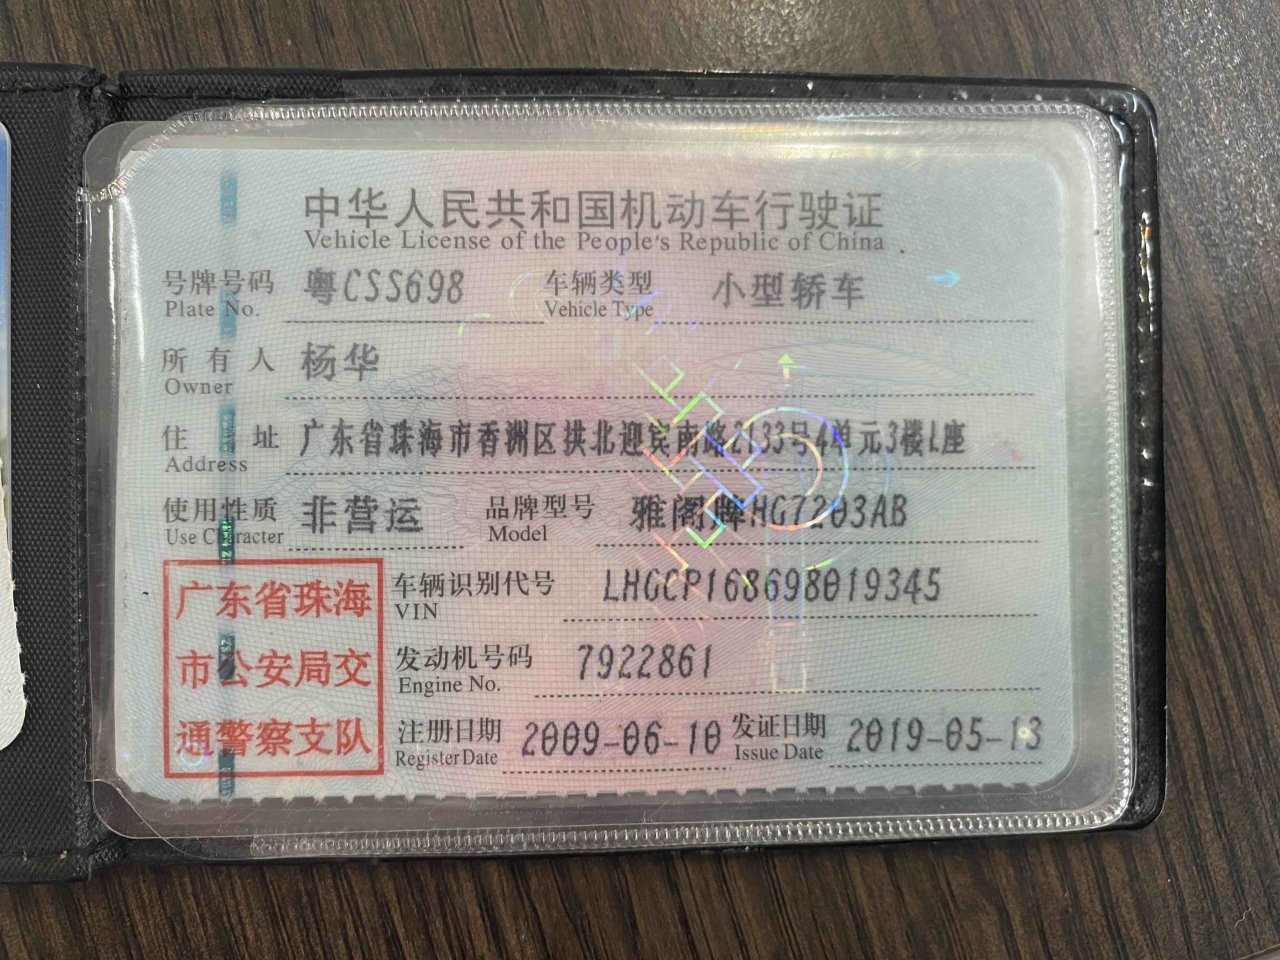 中华人民共和国机动车行驶证
Vehicle License of the People's Republic of China
号牌号码 粤CSS698 车辆类型 小型轿车
Plate No. Vehicle Type
所有人 杨华
Owner
住址 广东省珠海市香洲区拱北迎宾南路2133号4单元3楼L座
Address
使用性质 非营运 品牌型号 雅阁牌HG7203AB
Use Character Model
广东省珠海
市公安局交
通警察支队
车辆识别代号 LHGCP168698019345
VIN
发动机号码 7922861
Engine No.
注册日期 2009-06-10 发证日期 2019-05-13
Register Date Issue Date